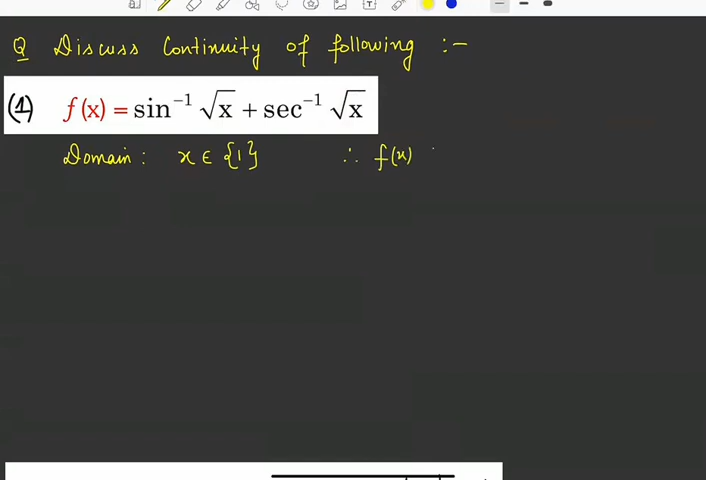 Q Discuss Continuity of following :-
(1) f(x) = sin⁻¹ √x + sec⁻¹ √x
Domain : x ∈ {1} ∴ f(x)